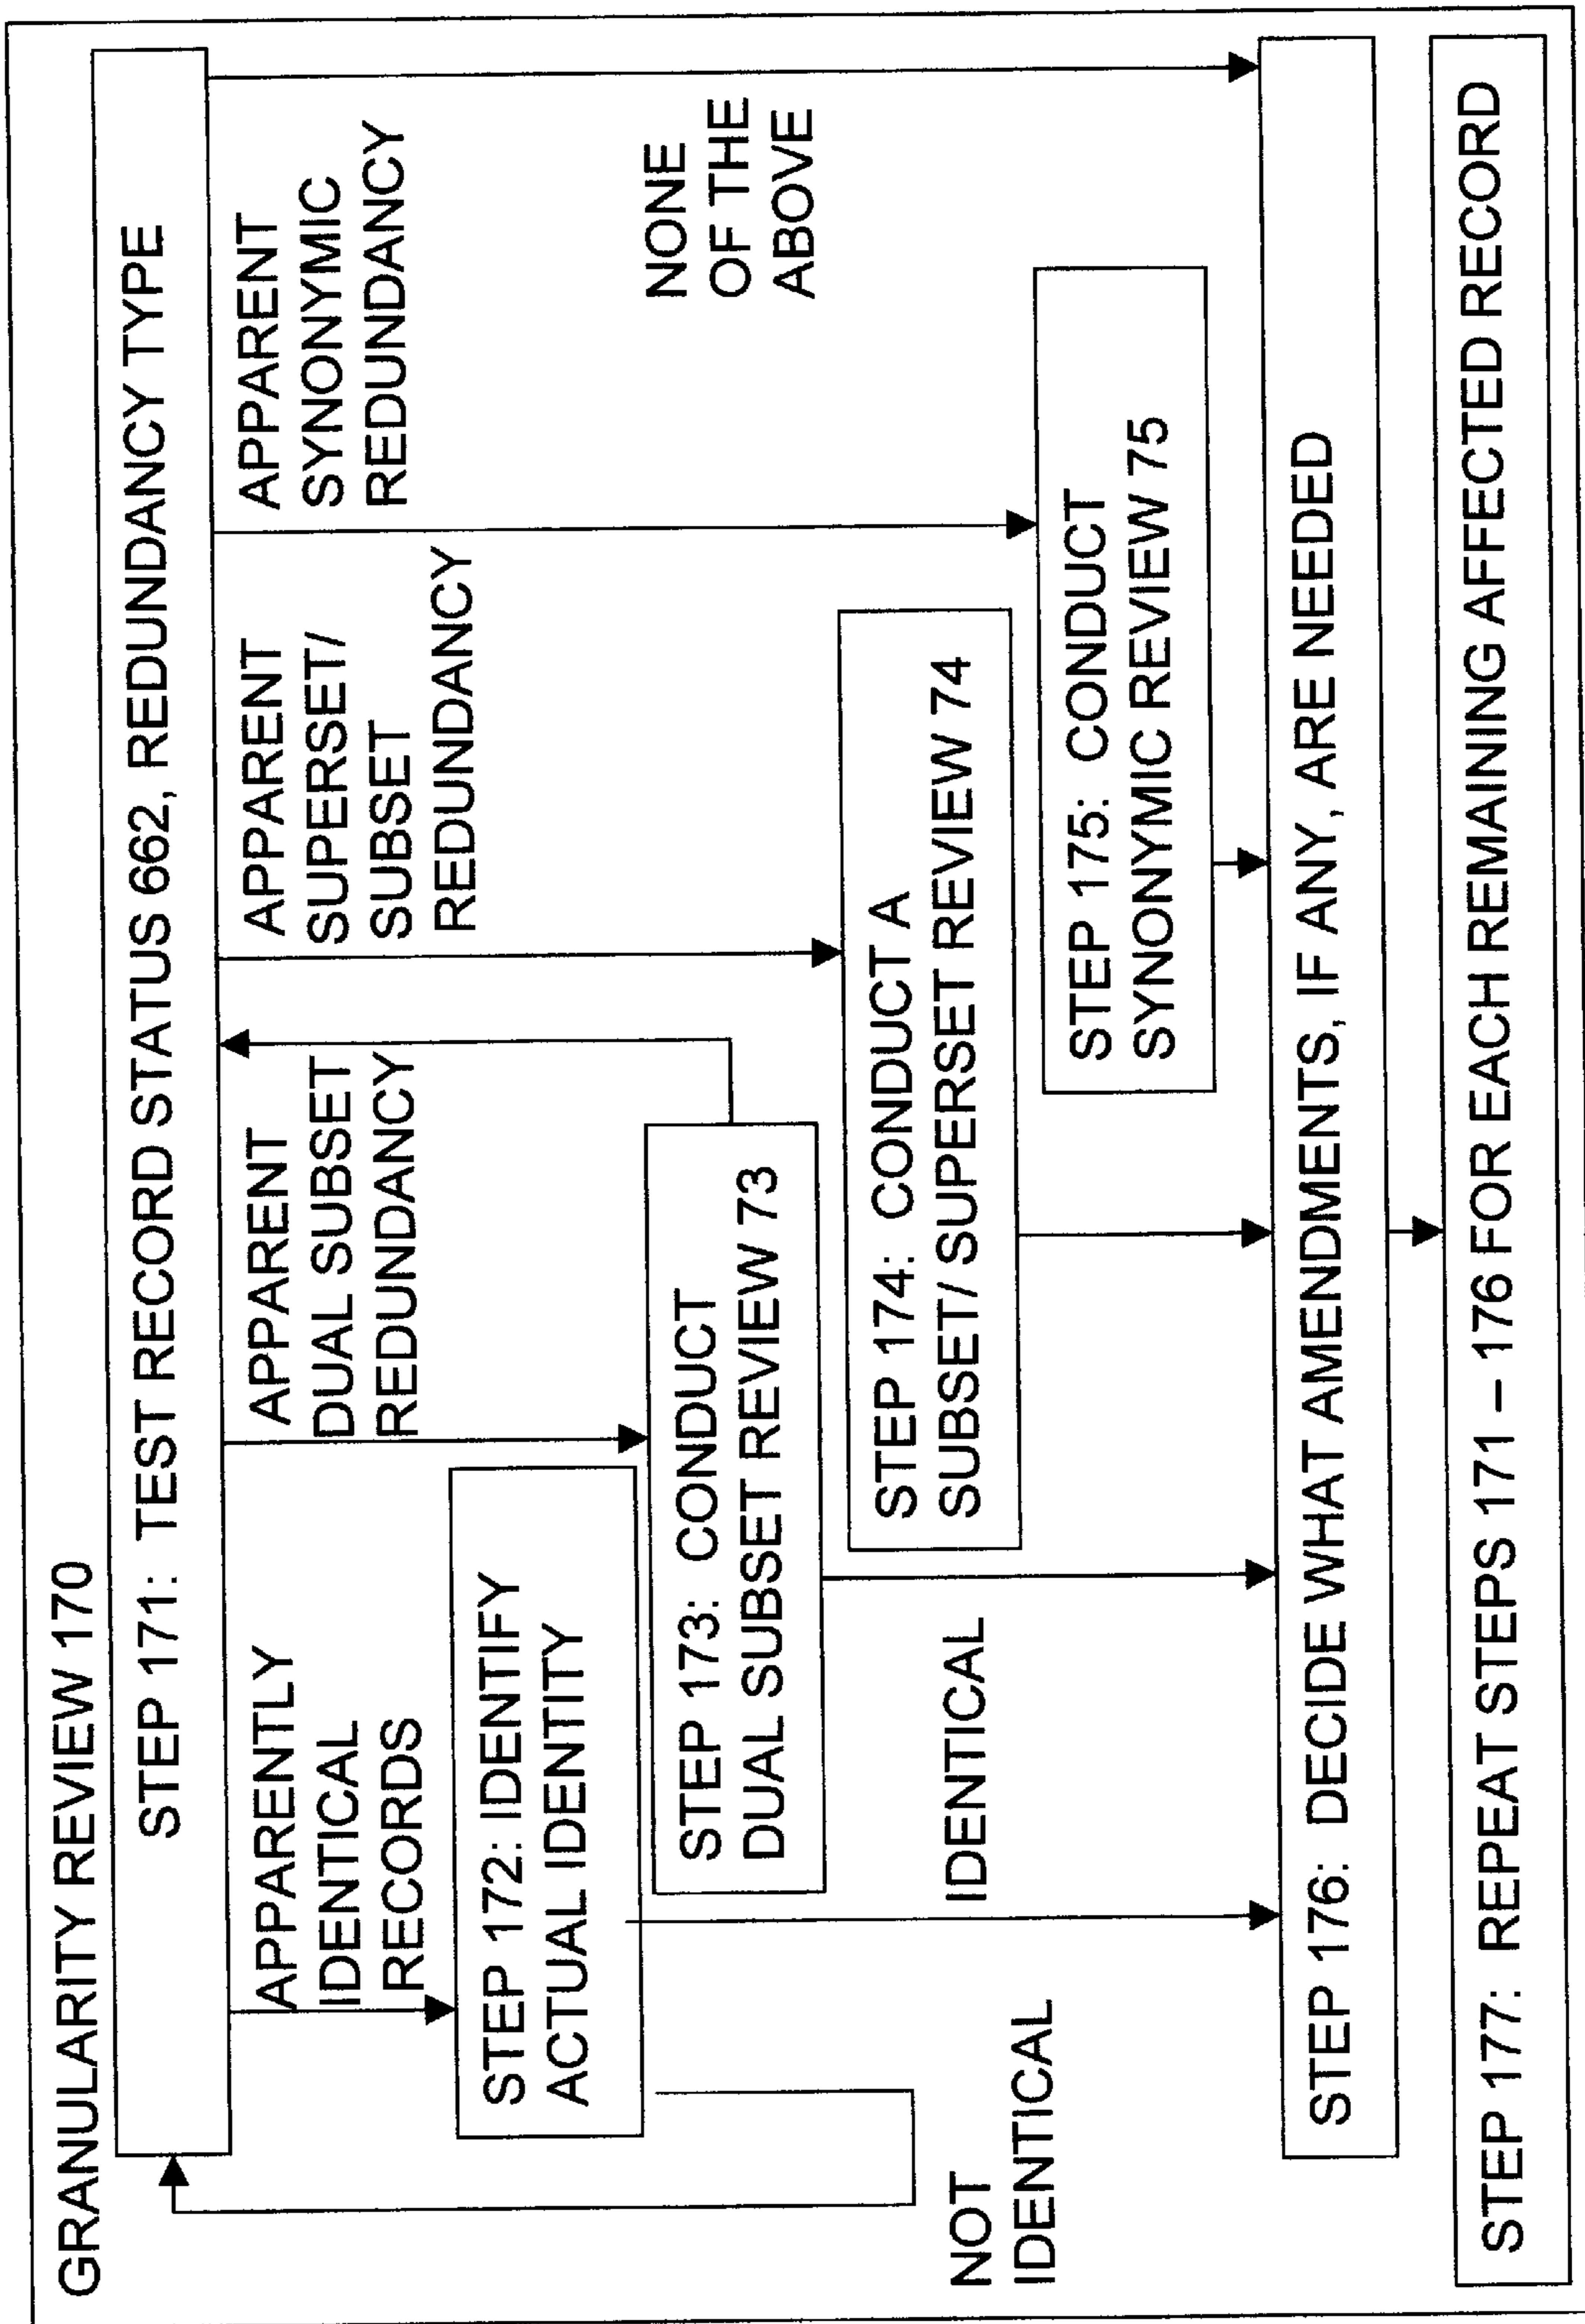 GRANULARITY REVIEW 170
STEP 171: TEST RECORD STATUS 662, REDUNDANCY TYPE
APPARENTLY
IDENTICAL
RECORDS
APPARENT
DUAL SUBSET
REDUNDANCY
APPARENT
SUPERSET/
SUBSET
REDUNDANCY
APPARENT
SYNONYMIC
REDUNDANCY
NONE
OF THE
ABOVE
STEP 172: IDENTIFY
ACTUAL IDENTITY
STEP 173: CONDUCT
DUAL SUBSET REVIEW 73
STEP 174: CONDUCT A
SUBSET/ SUPERSET REVIEW 74
STEP 175: CONDUCT
SYNONYMIC REVIEW 75
NOT
IDENTICAL
IDENTICAL
STEP 176: DECIDE WHAT AMENDMENTS, IF ANY, ARE NEEDED
STEP 177: REPEAT STEPS 171 – 176 FOR EACH REMAINING AFFECTED RECORD